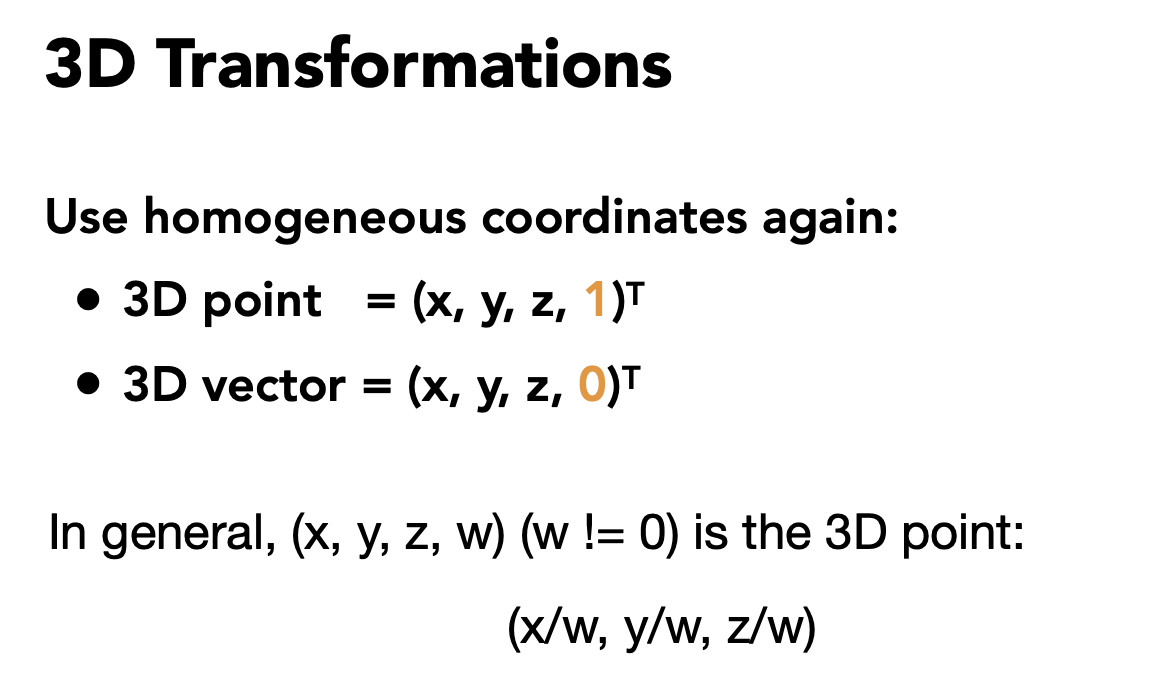 3D Transformations
Use homogeneous coordinates again:
• 3D point = (x, y, z, 1)ᵀ
• 3D vector = (x, y, z, 0)ᵀ
In general, (x, y, z, w) (w != 0) is the 3D point:
(x/w, y/w, z/w)